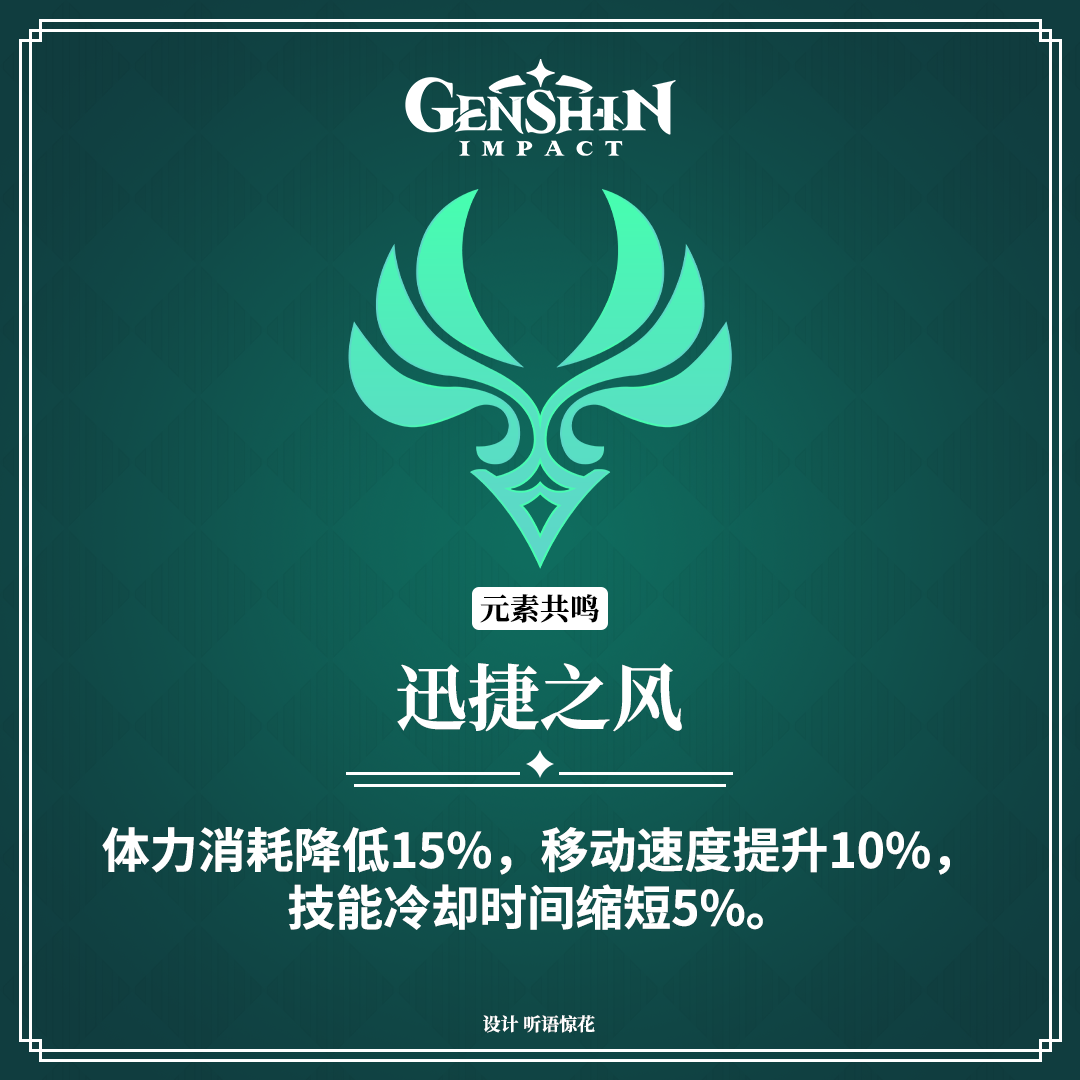 GENSHIN
IMPACT
元素共鸣
迅捷之风
体力消耗降低15%，移动速度提升10%，
技能冷却时间缩短5%。
设计 听语惊花